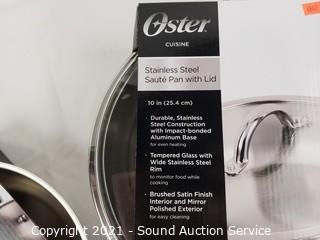 Oster
CUISINE
Stainless Steel
Sauté Pan with Lid
10 in (25.4 cm)
• Durable, Stainless
Steel Construction
with Impact-bonded
Aluminum Base
for even heating
• Tempered Glass with
Wide Stainless Steel
Rim
to monitor food while
cooking
• Brushed Satin Finish
Interior and Mirror
Polished Exterior
for easy cleaning
Copyright 2021 - Sound Auction Service